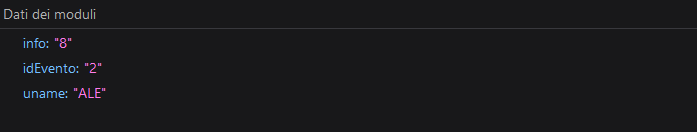 Dati dei moduli
info: "8"
idEvento: "2"
uname: "ALE"